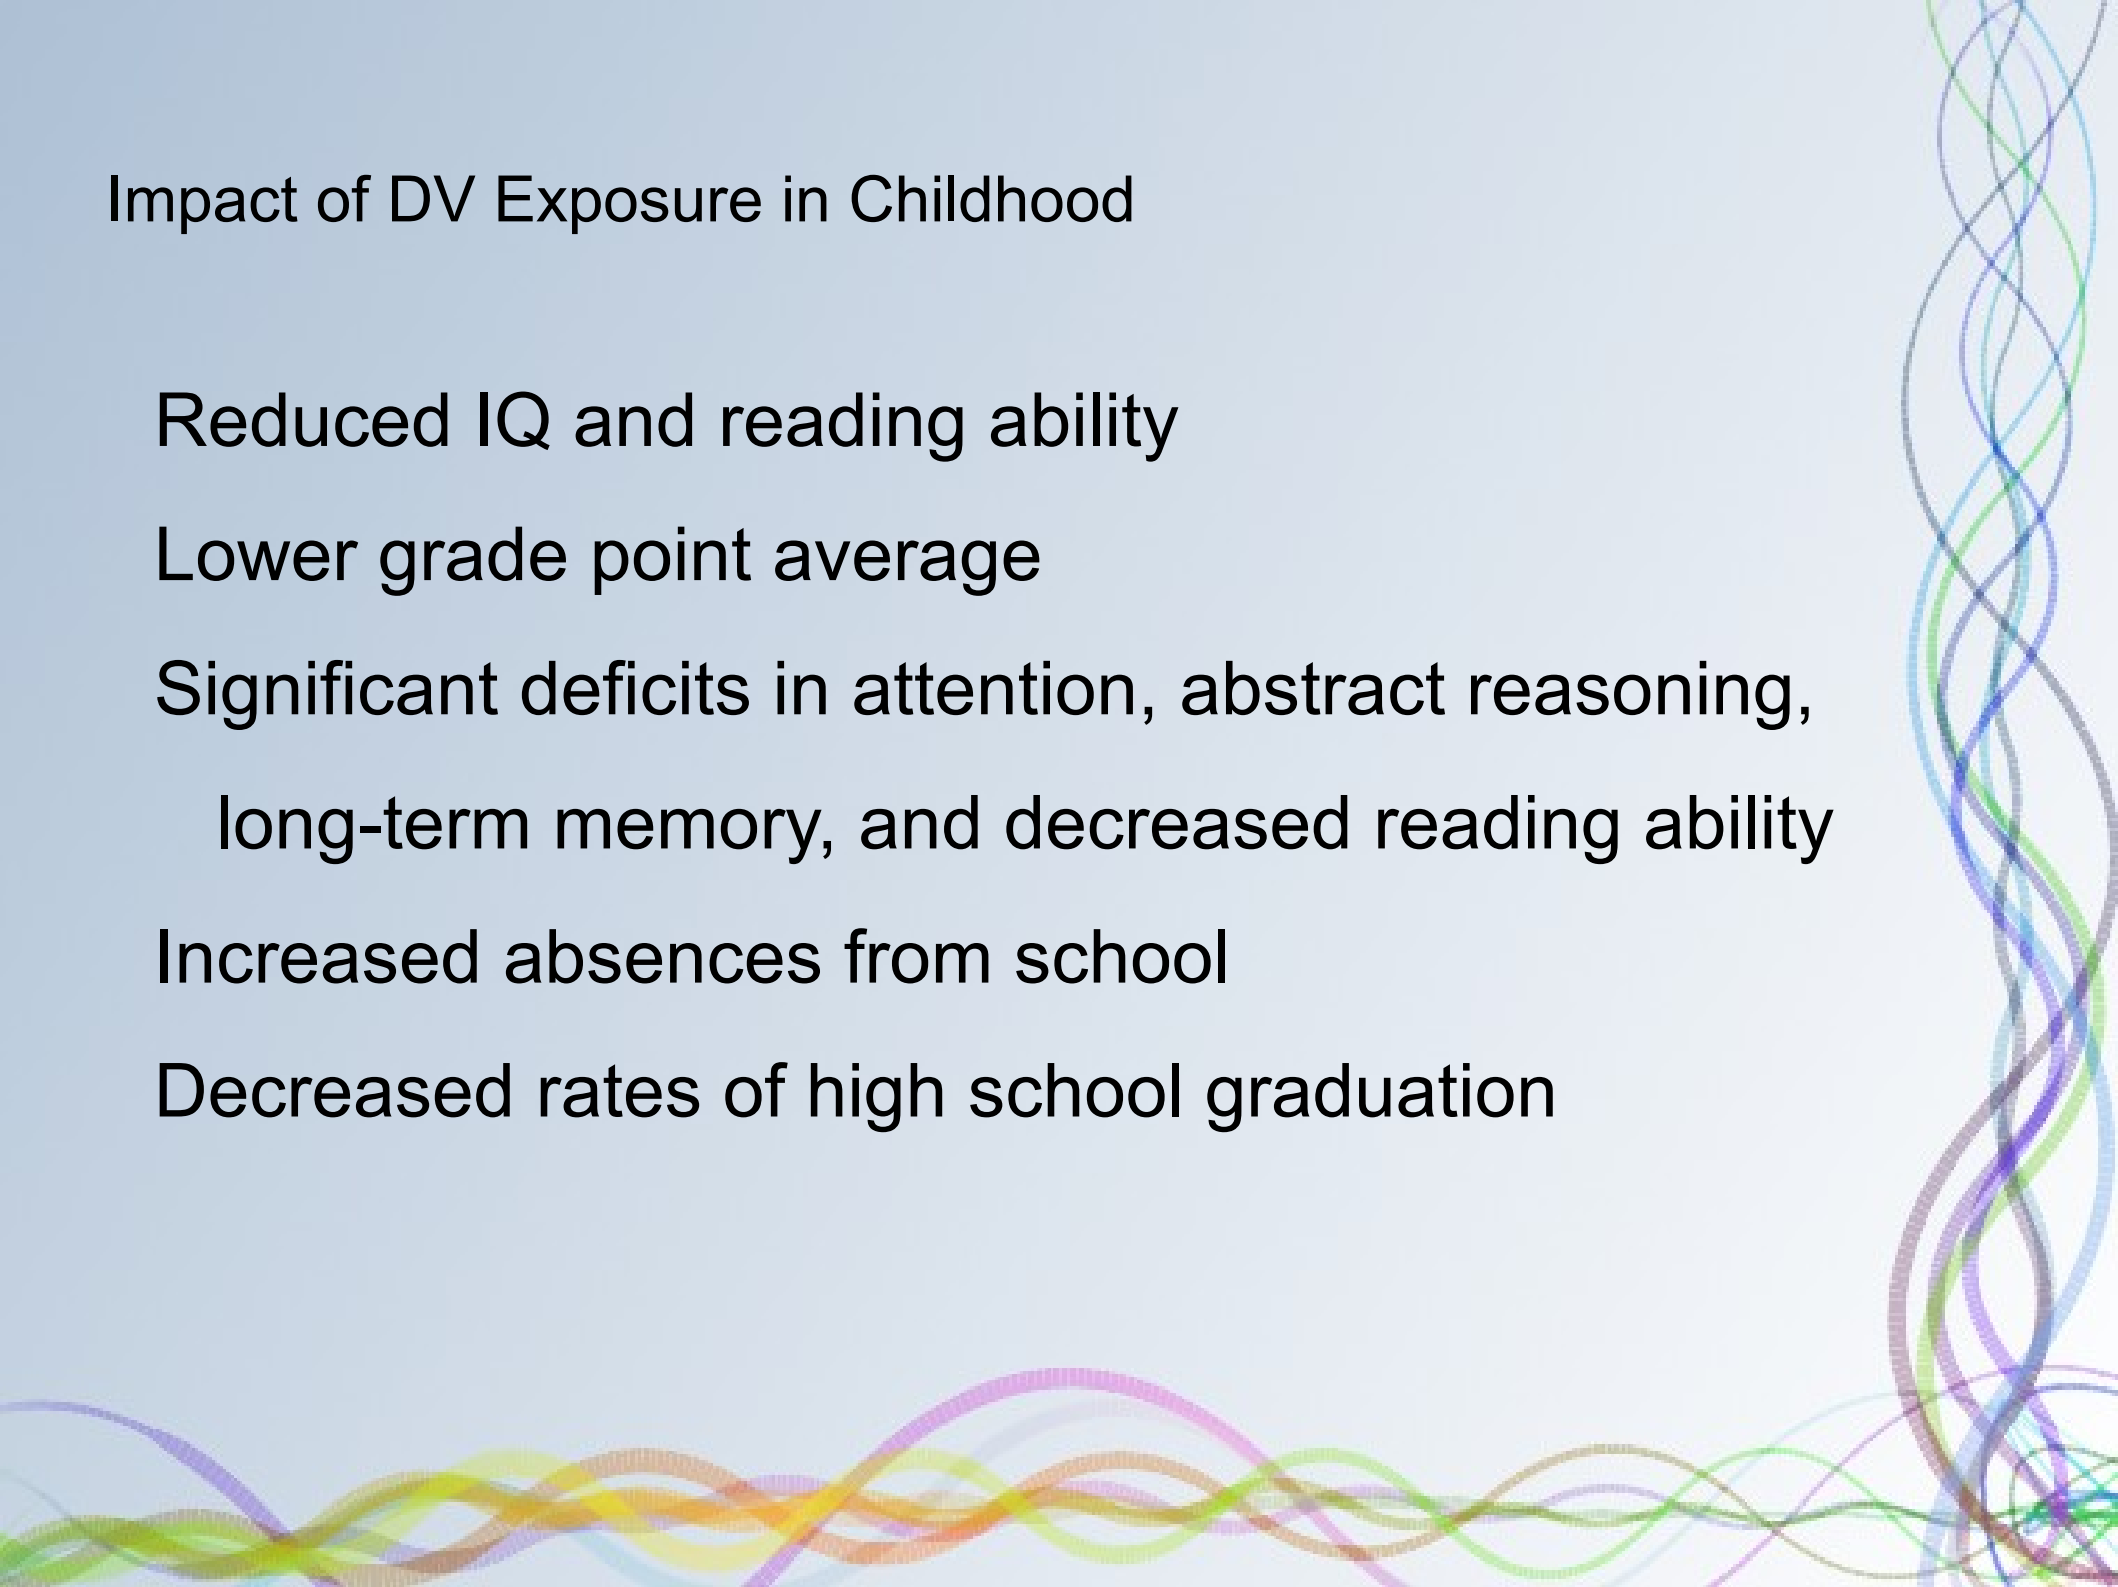 Impact of DV Exposure in Childhood
Reduced IQ and reading ability
Lower grade point average
Significant deficits in attention, abstract reasoning,
long-term memory, and decreased reading ability
Increased absences from school
Decreased rates of high school graduation